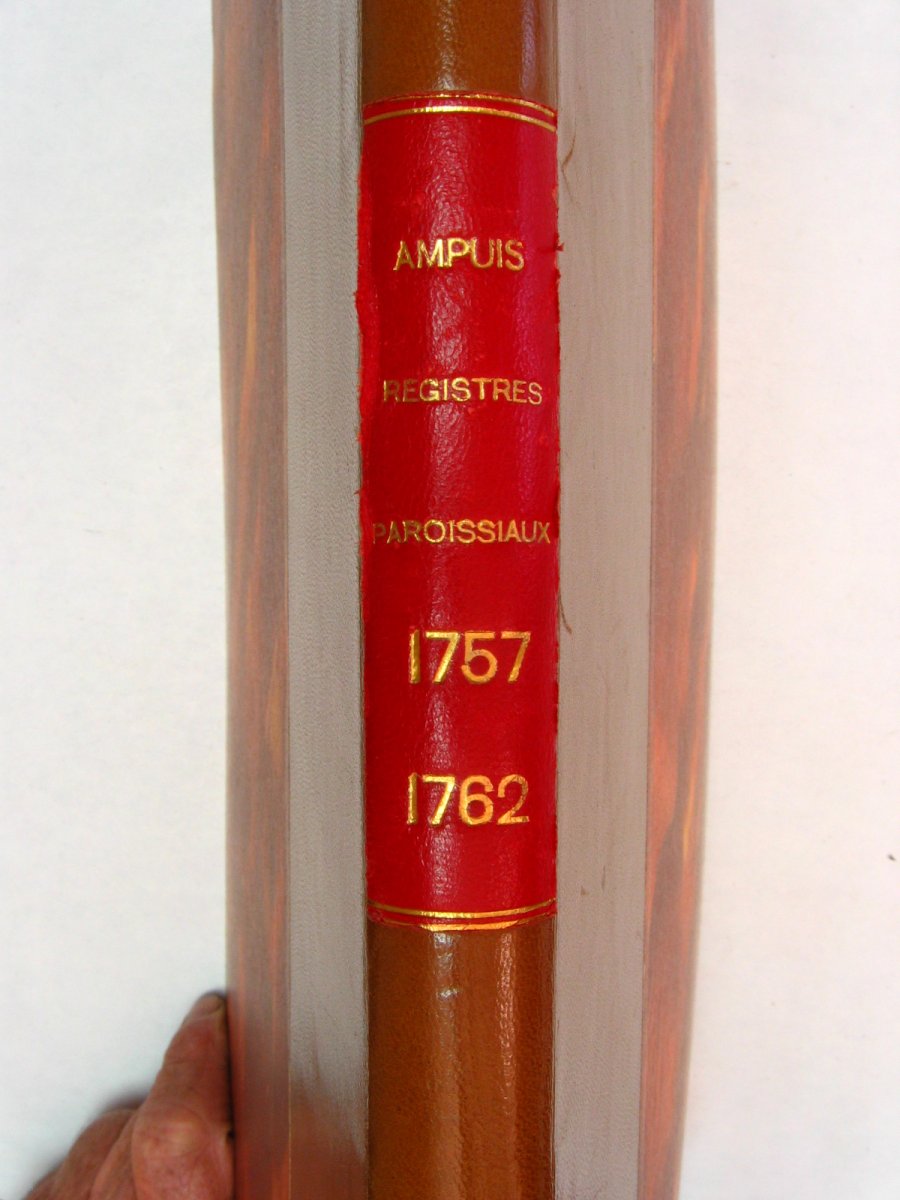 AMPUIS
REGISTRES
PAROISSIAUX
1757
1762